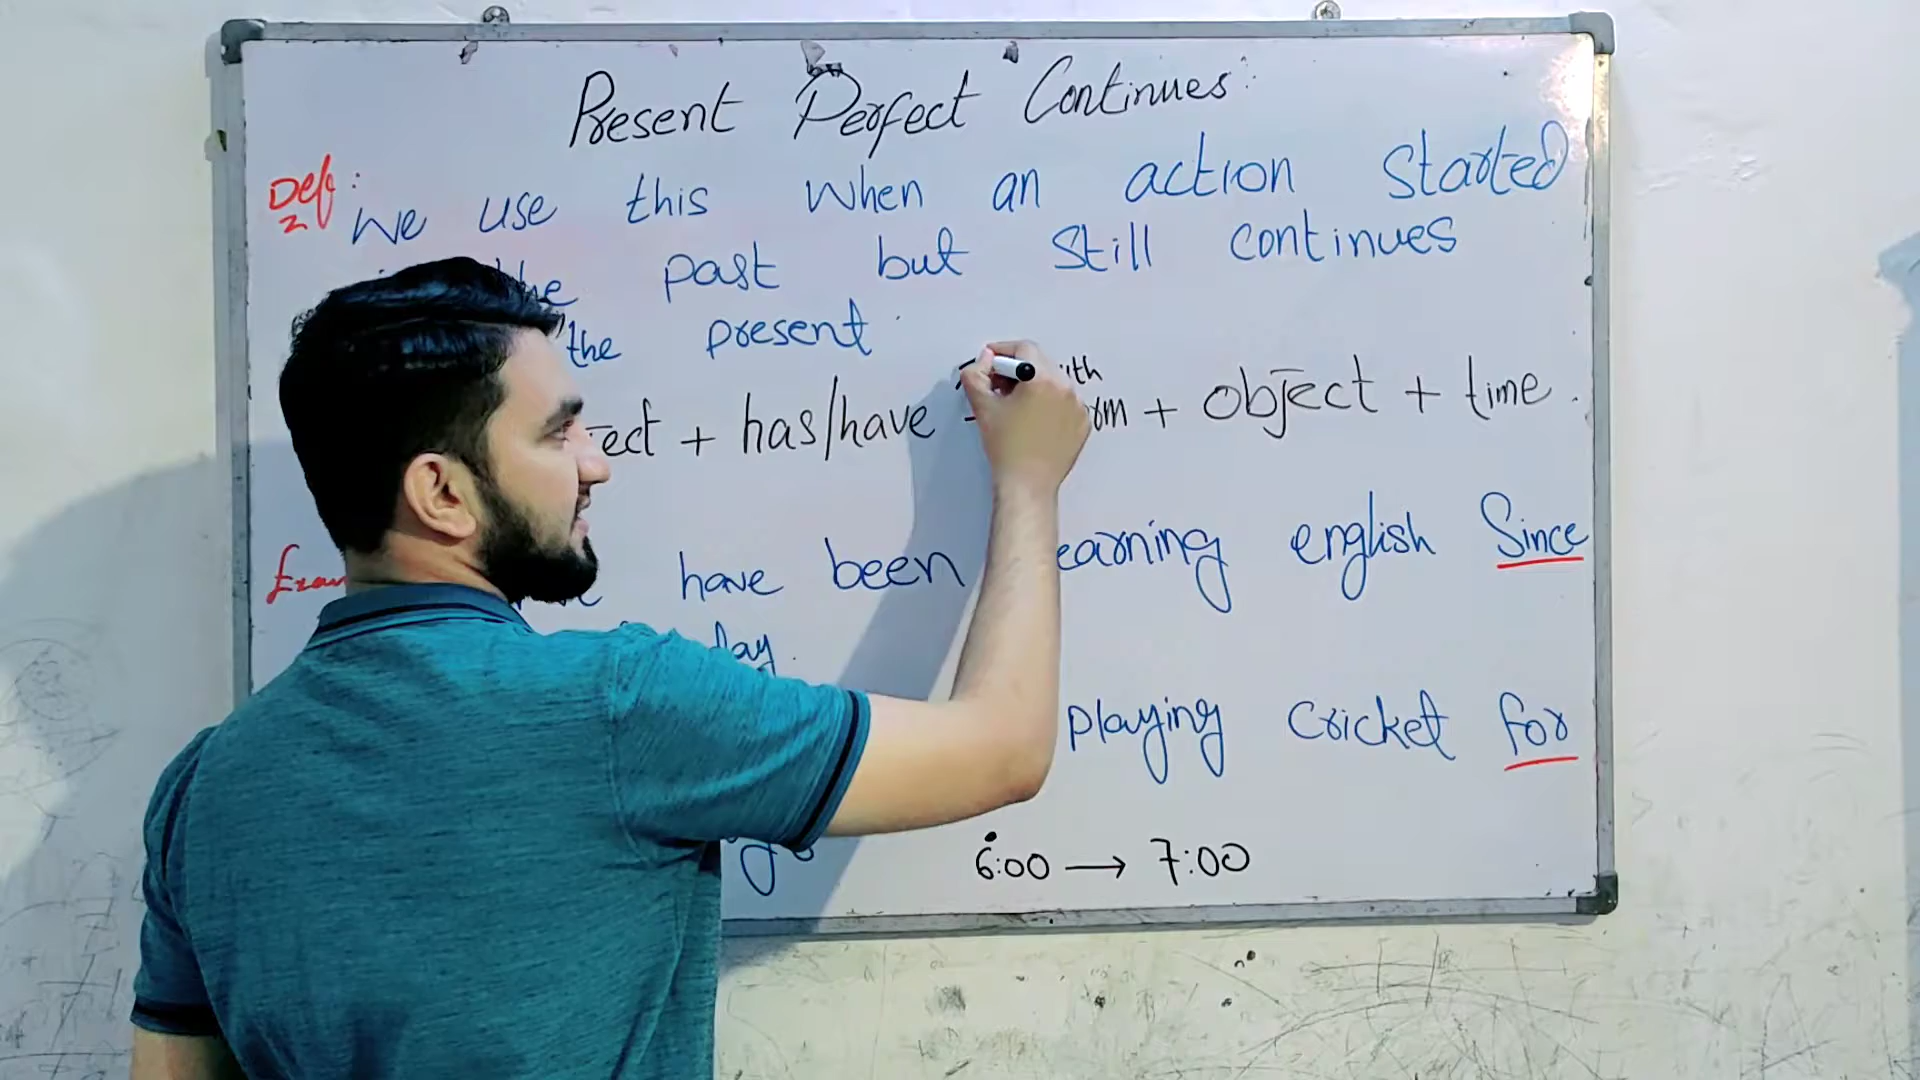 Present Perfect Continues:
Def: We use this when an action started
the past but still continues
the present
+ has/have + object + time.
have been learning english Since
playing cricket for
6:00 → 7:00